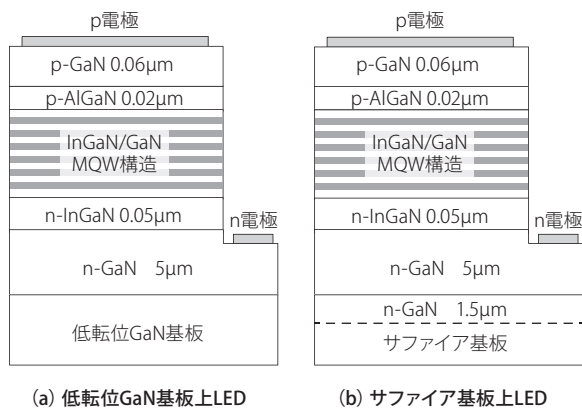 p電極
p-GaN 0.06μm
p-AlGaN 0.02μm
InGaN/GaN
MQW構造
n-InGaN 0.05μm
n電極
n-GaN 5μm
低転位GaN基板
(a) 低転位GaN基板上LED
p電極
p-GaN 0.06μm
p-AlGaN 0.02μm
InGaN/GaN
MQW構造
n-InGaN 0.05μm
n電極
n-GaN 5μm
n-GaN 1.5μm
サファイア基板
(b) サファイア基板上LED